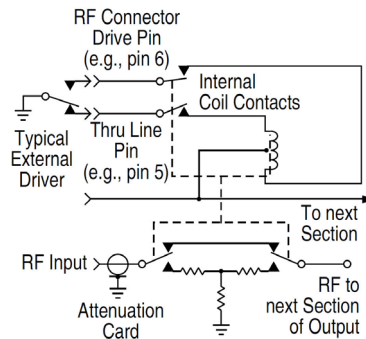 RF Connector
Drive Pin
(e.g., pin 6)
Internal
Coil Contacts
Typical
External
Driver
Thru Line
Pin
(e.g., pin 5)
To next
Section
RF Input
Attenuation
Card
RF to
next Section
of Output